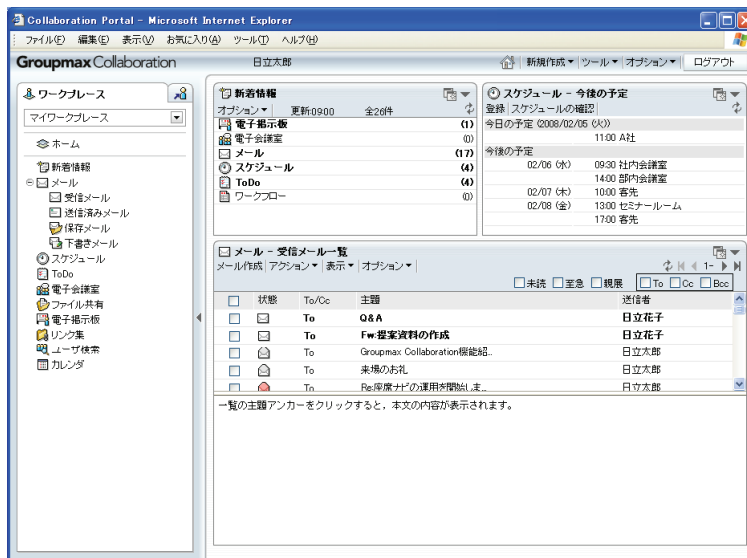 Collaboration Portal - Microsoft Internet Explorer
ファイル(F) 編集(E) 表示(V) お気に入り(A) ツール(T) ヘルプ(H)
Groupmax Collaboration 日立太郎 新規作成 ツール オプション ログアウト
ワークプレース
マイワークプレース
ホーム
新着情報
メール
受信メール
送信済みメール
保存メール
下書きメール
スケジュール
ToDo
電子会議室
ファイル共有
電子掲示板
リンク集
ユーザ検索
カレンダ
新着情報
オプション 更新:09:00 全26件
電子掲示板 (1)
電子会議室 (0)
メール (17)
スケジュール (4)
ToDo (4)
ワークフロー (0)
スケジュール - 今後の予定
登録 スケジュールの確認
今日の予定 (2008/02/05 (火))
11:00 A社
今後の予定
02/06 (水) 09:30 社内会議室
14:00 部内会議室
02/07 (木) 10:00 客先
02/08 (金) 13:00 セミナールーム
17:00 客先
メール - 受信メール一覧
メール作成 アクション 表示 オプション 1-
未読 至急 親展 To Cc Bcc
状態 To/Cc 主題 送信者
To Q&A 日立花子
To Fw:提案資料の作成 日立花子
To Groupmax Collaboration機能紹.. 日立太郎
To 来場のお礼 日立太郎
To Re:座席ナビの運用を開始しま.. 日立太郎
一覧の主題アンカーをクリックすると，本文の内容が表示されます。